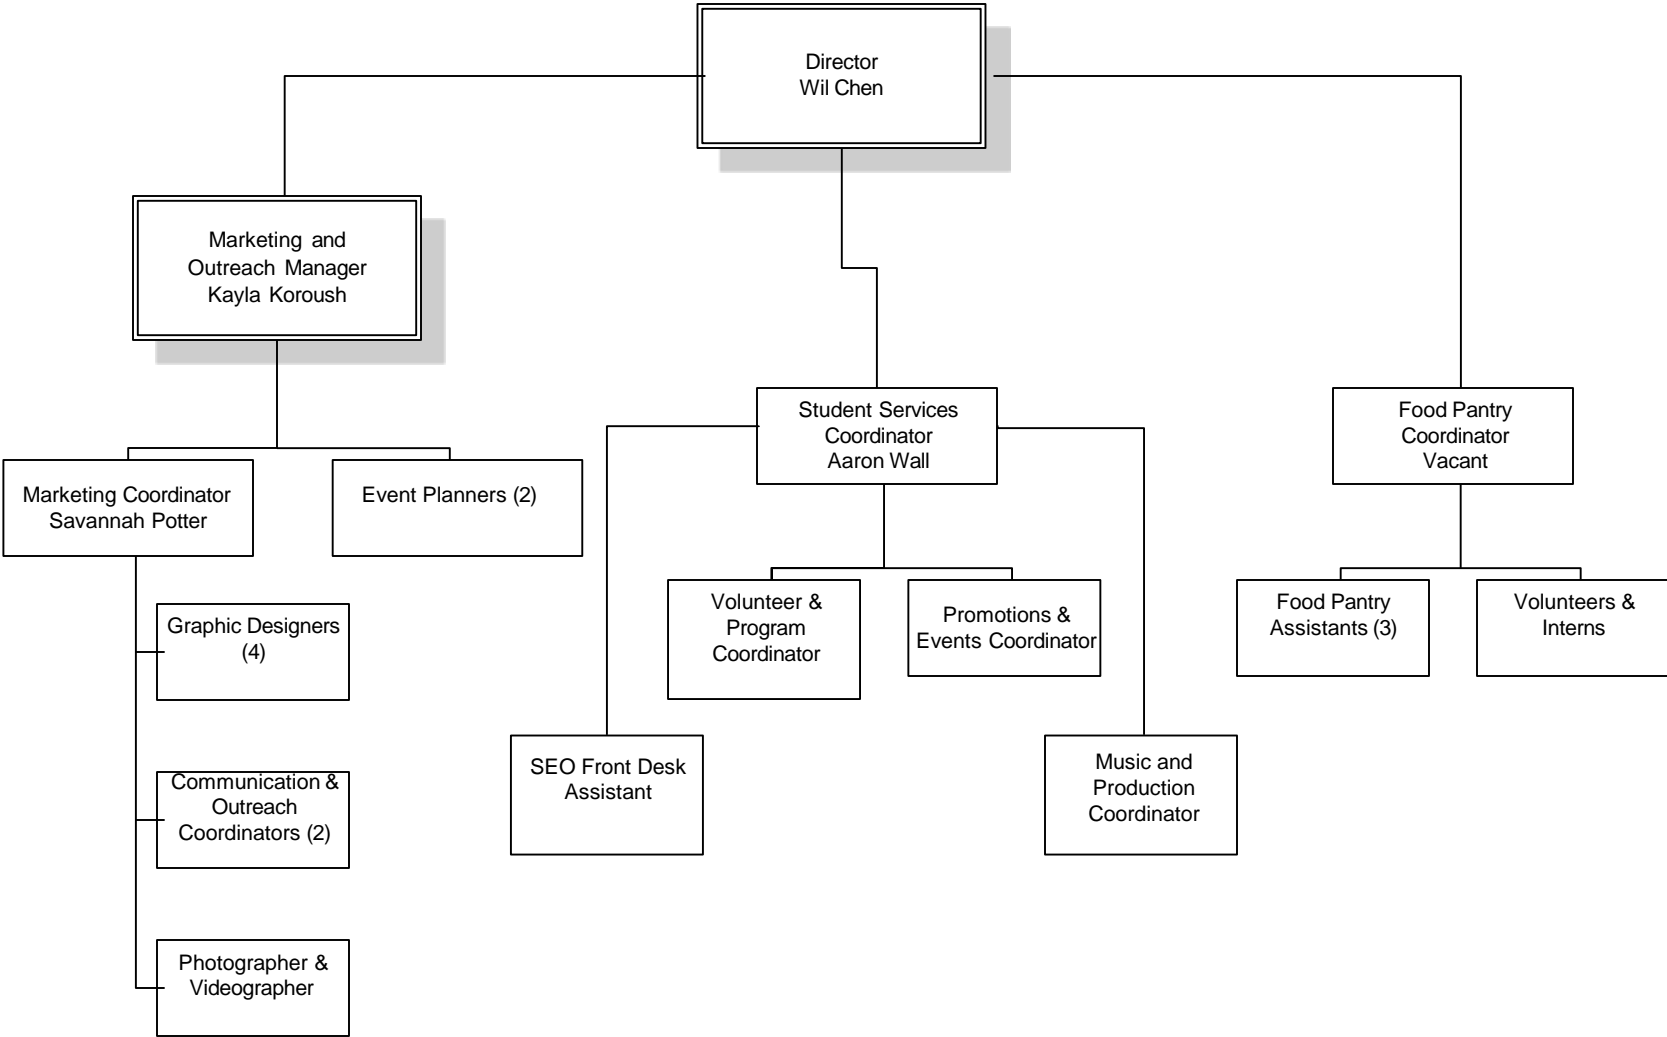 Director
Wil Chen
Marketing and
Outreach Manager
Kayla Koroush
Student Services
Coordinator
Aaron Wall
Food Pantry
Coordinator
Vacant
Marketing Coordinator
Savannah Potter
Event Planners (2)
Volunteer &
Program
Coordinator
Promotions &
Events Coordinator
Food Pantry
Assistants (3)
Volunteers &
Interns
Graphic Designers
(4)
SEO Front Desk
Assistant
Music and
Production
Coordinator
Communication &
Outreach
Coordinators (2)
Photographer &
Videographer